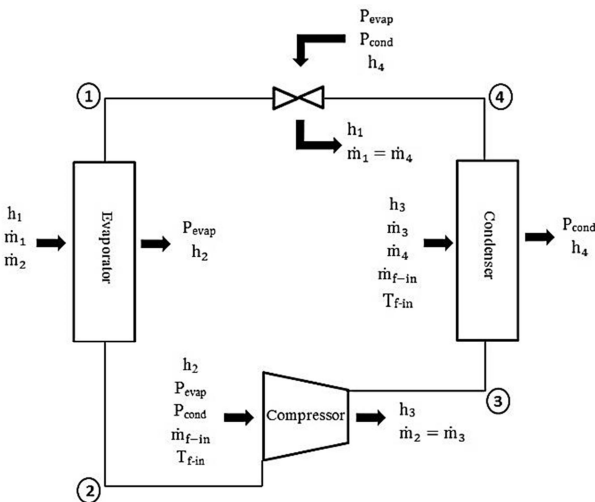 P_evap
P_cond
h_4
①
④
h_1
ṁ_1 = ṁ_4
Evaporator
h_1
ṁ_1
ṁ_2
P_evap
h_2
h_3
ṁ_3
ṁ_4
ṁ_f−in
T_f-in
Condenser
P_cond
h_4
h_2
P_evap
P_cond
ṁ_f−in
T_f-in
Compressor
h_3
ṁ_2 = ṁ_3
③
②